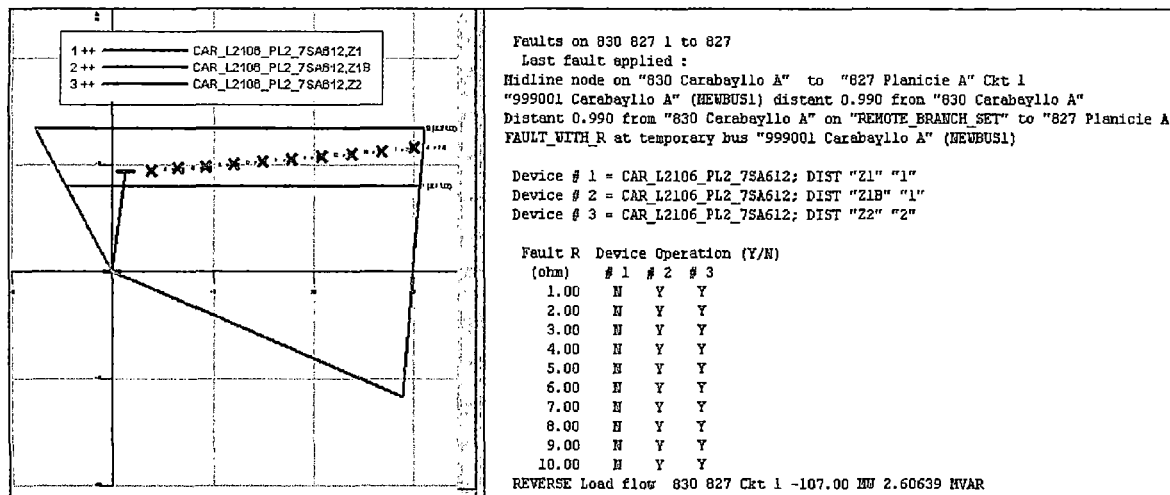 1 ++ CAR_L2106_PL2_7SA612,Z1
2 ++ CAR_L2106_PL2_7SA612,Z1B
3 ++ CAR_L2106_PL2_7SA612,Z2
Faults on 830 827 1 to 827
Last fault applied :
Midline node on "830 Carabayllo A" to "827 Planicie A" Ckt 1
"999001 Carabayllo A" (NEWBUS1) distant 0.990 from "830 Carabayllo A"
Distant 0.990 from "830 Carabayllo A" on "REMOTE_BRANCH_SET" to "827 Planicie A
FAULT_WITH_R at temporary bus "999001 Carabayllo A" (NEWBUS1)
Device # 1 = CAR_L2106_PL2_7SA612; DIST "Z1" "1"
Device # 2 = CAR_L2106_PL2_7SA612; DIST "Z1B" "1"
Device # 3 = CAR_L2106_PL2_7SA612; DIST "Z2" "2"
Fault R Device Operation (Y/N)
(ohm) # 1 # 2 # 3
1.00 N Y Y
2.00 N Y Y
3.00 N Y Y
4.00 N Y Y
5.00 N Y Y
6.00 N Y Y
7.00 N Y Y
8.00 N Y Y
9.00 N Y Y
10.00 N Y Y
REVERSE Load flow 830 827 Ckt 1 -107.00 MW 2.60639 MVAR